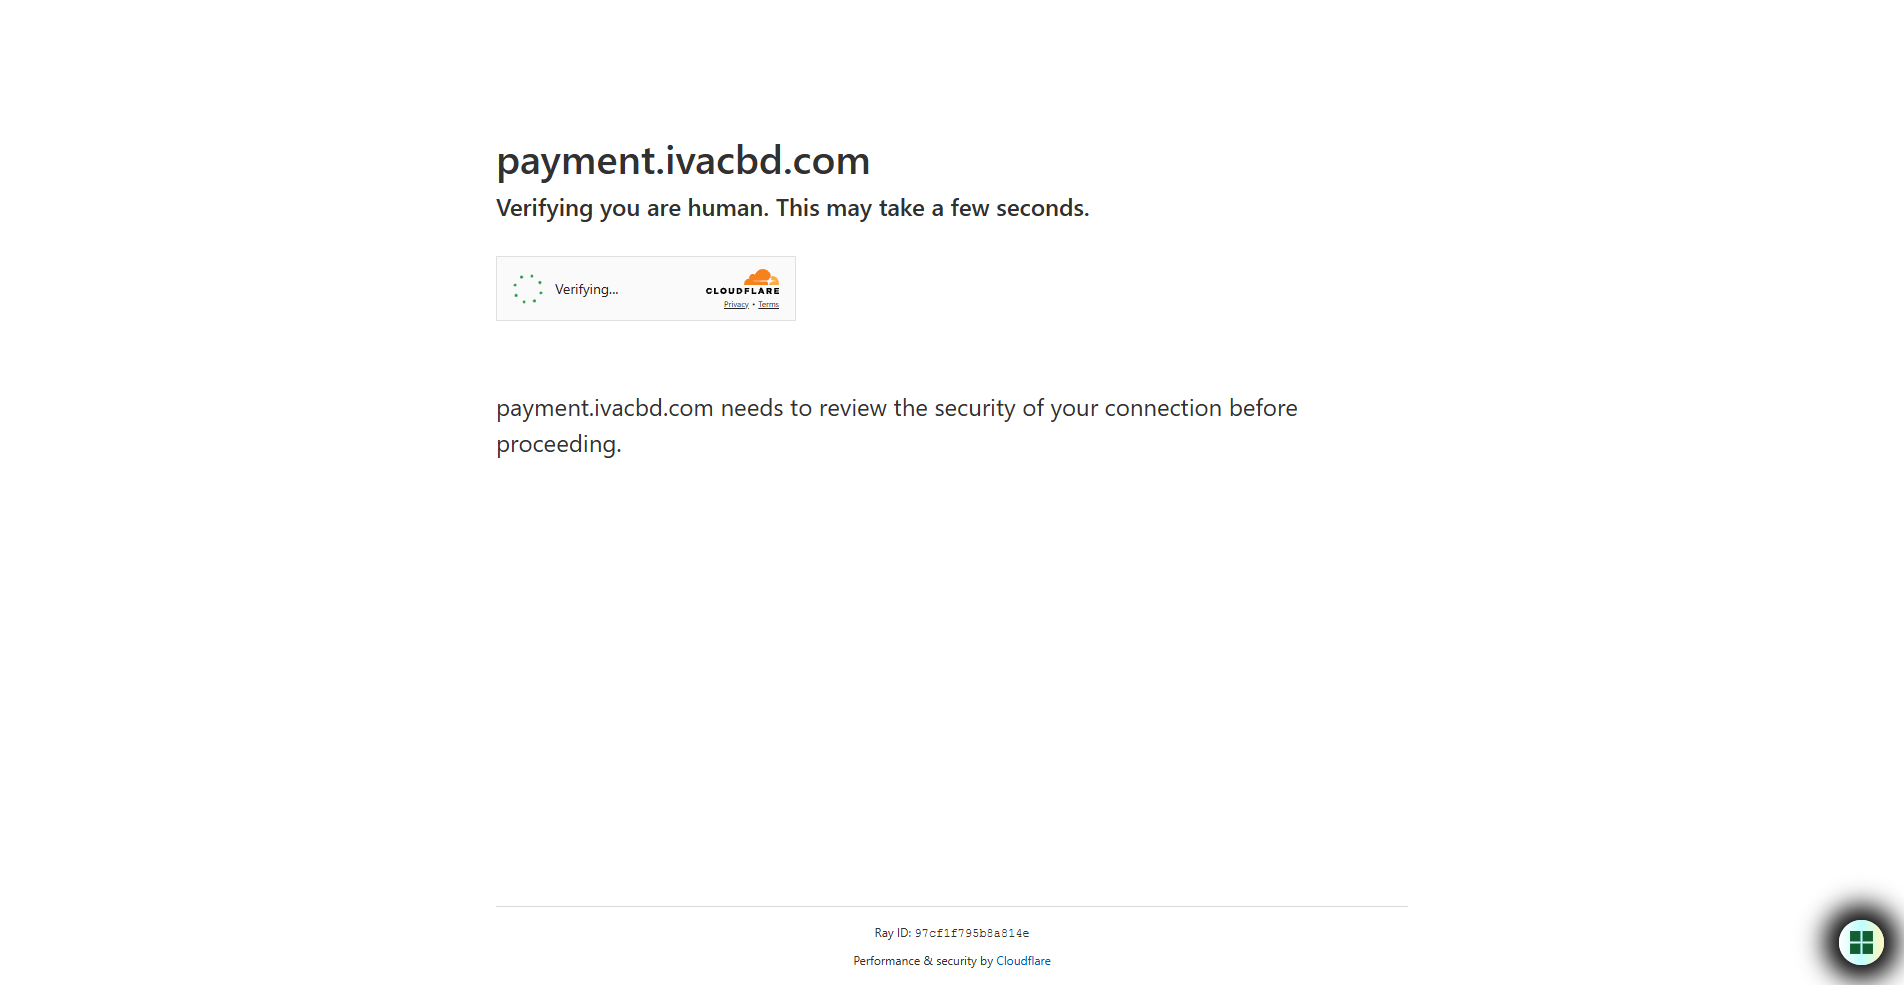 payment.ivacbd.com
Verifying you are human. This may take a few seconds.
Verifying...
CLOUDFLARE
Privacy • Terms
payment.ivacbd.com needs to review the security of your connection before
proceeding.
Ray ID: 97cf1f795b8a814e
Performance & security by Cloudflare